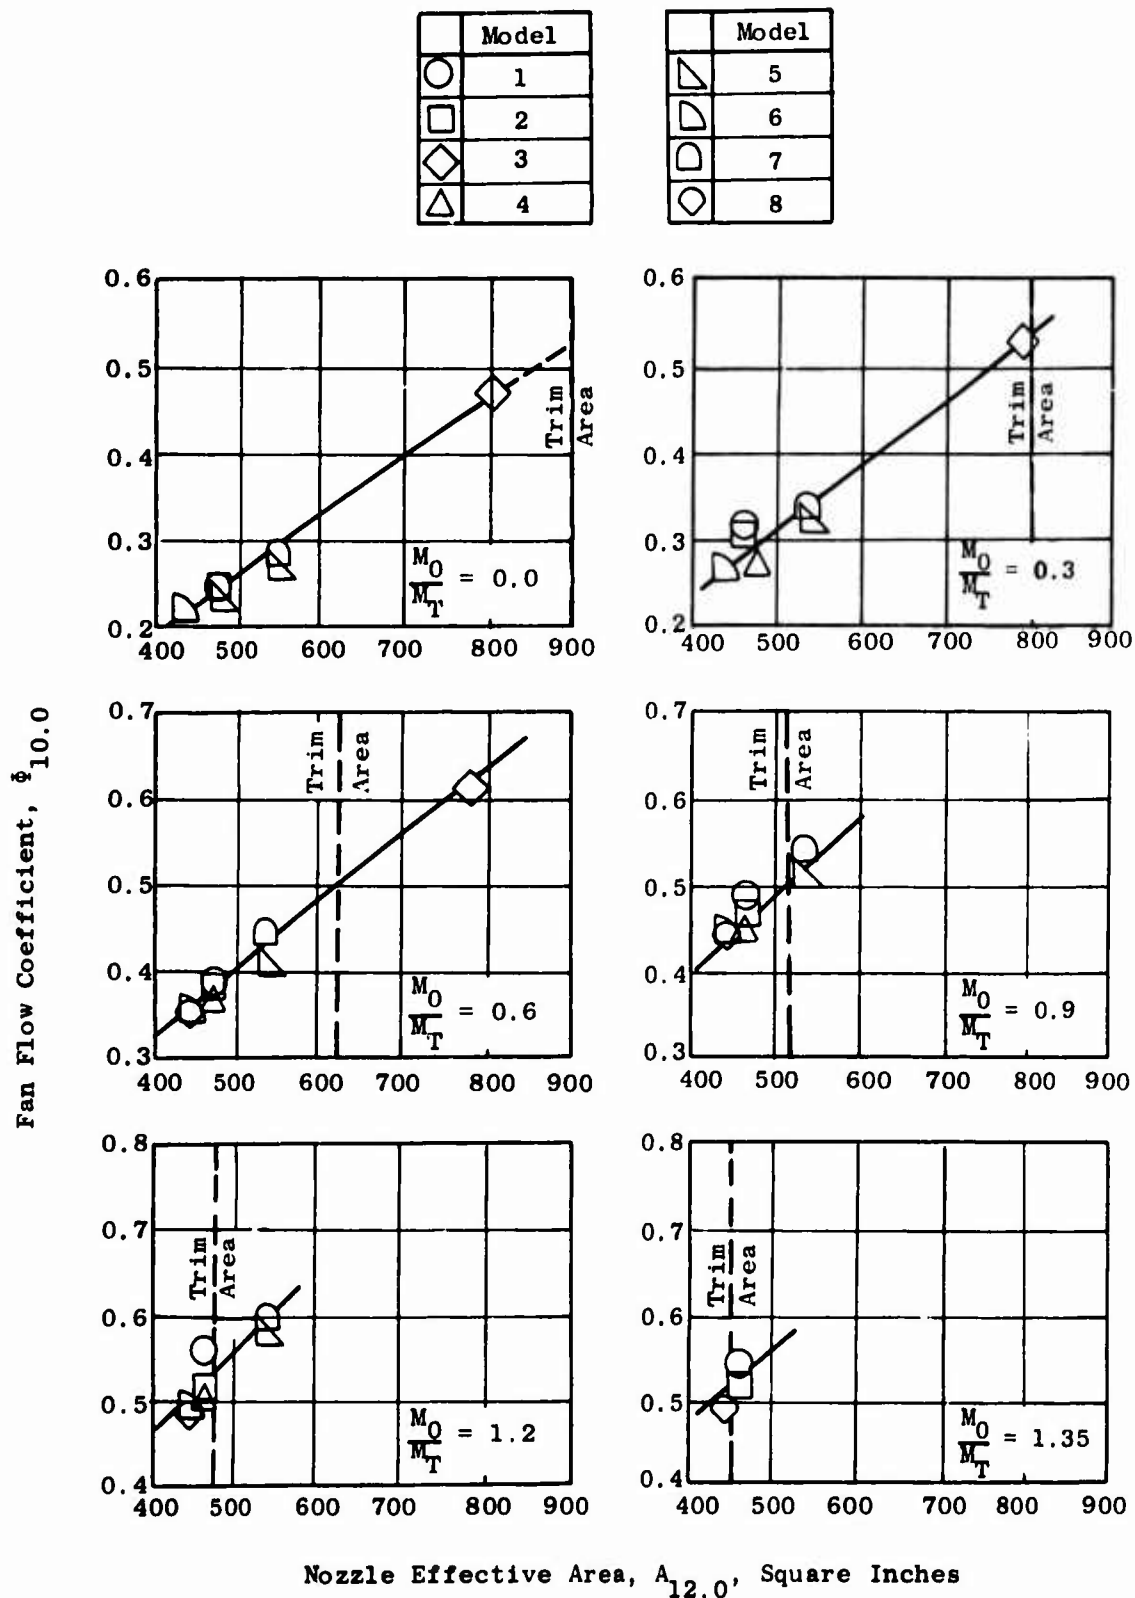 Model
1
2
3
4
Model
5
6
7
8
Fan Flow Coefficient, Φ10.0
0.6
0.5
0.4
0.3
0.2
400 500 600 700 800 900
Trim Area
M0/MT = 0.0
0.6
0.5
0.4
0.3
0.2
400 500 600 700 800 900
Trim Area
M0/MT = 0.3
0.7
0.6
0.5
0.4
0.3
400 500 600 700 800 900
Trim Area
M0/MT = 0.6
0.7
0.6
0.5
0.4
0.3
400 500 600 700 800 900
Trim Area
M0/MT = 0.9
0.8
0.7
0.6
0.5
0.4
400 500 600 700 800 900
Trim Area
M0/MT = 1.2
0.8
0.7
0.6
0.5
0.4
400 500 600 700 800 900
Trim Area
M0/MT = 1.35
Nozzle Effective Area, A12.0, Square Inches